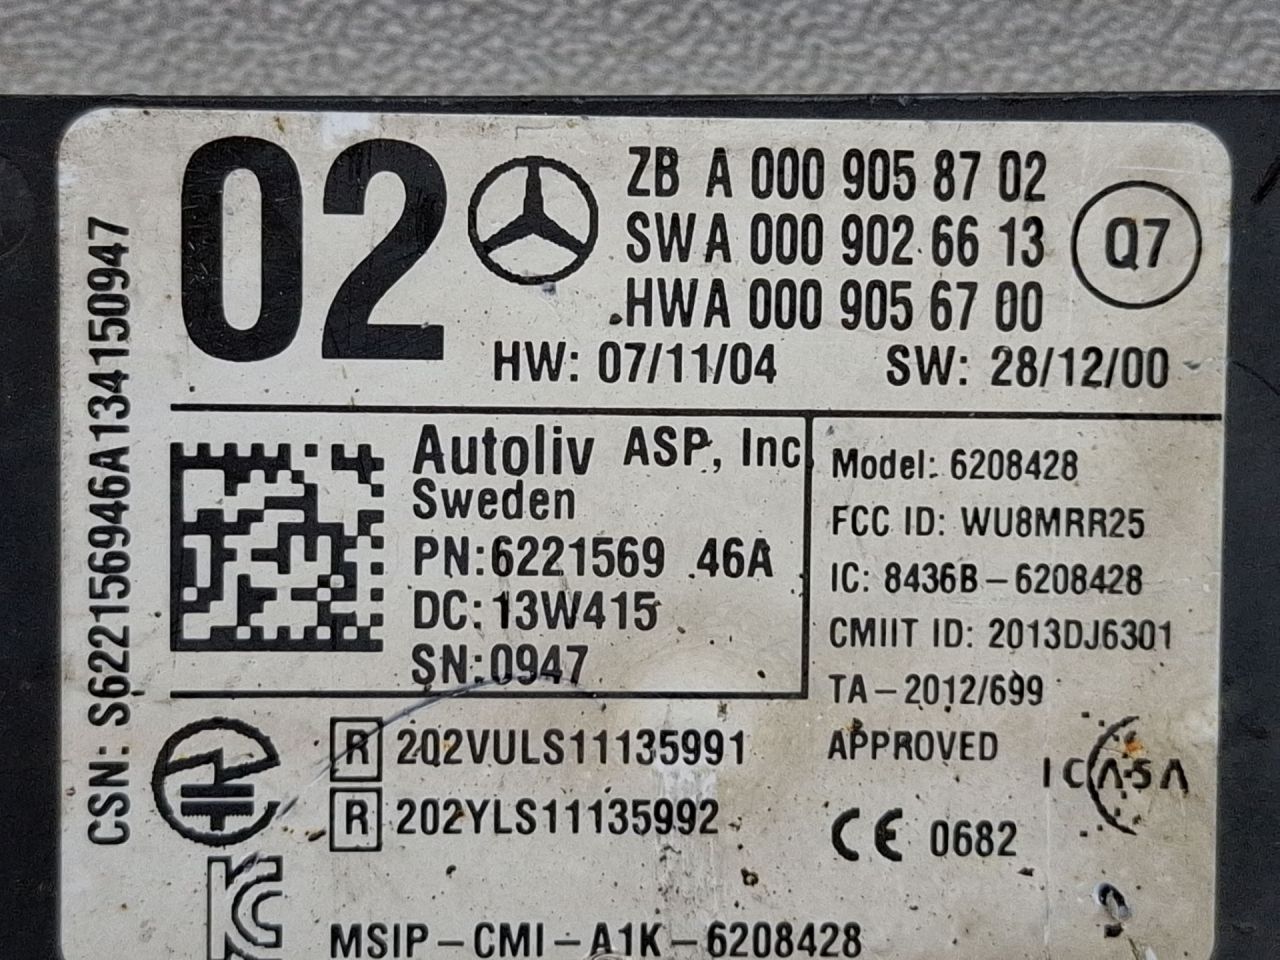 02
ZB A 000 905 87 02
SW A 000 902 66 13
HW A 000 905 67 00
Q7
HW: 07/11/04 SW: 28/12/00
CSN: S622156946A134150947
Autoliv ASP, Inc
Sweden
PN:6221569 46A
DC:13W415
SN:0947
Model: 6208428
FCC ID: WU8MRR25
IC: 8436B-6208428
CMIIT ID: 2013DJ6301
TA-2012/699
APPROVED
ICASA
R 202VULS11135991
R 202YLS11135992
CE 0682
KC
MSIP-CMI-A1K-6208428